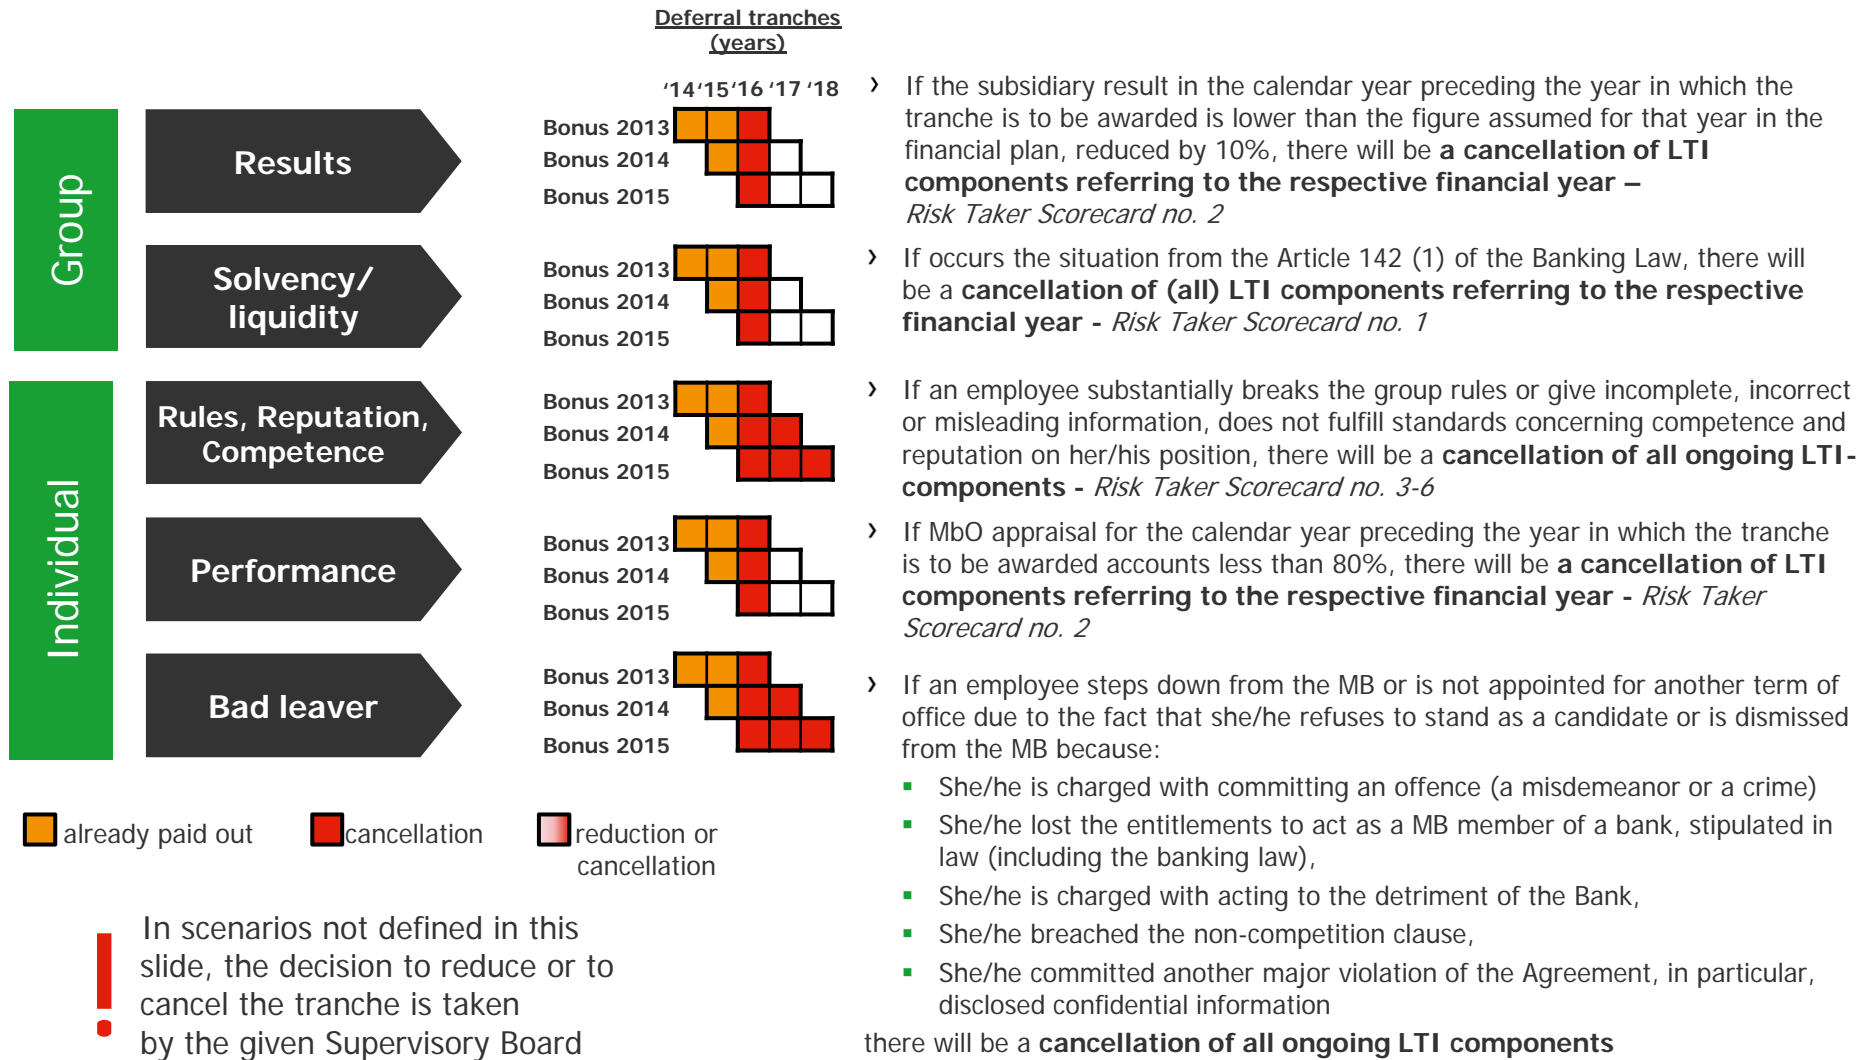 Deferral tranches
(years)
‘14 ‘15 ‘16 ‘17 ‘18
Group
Results
Bonus 2013
Bonus 2014
Bonus 2015
› If the subsidiary result in the calendar year preceding the year in which the
tranche is to be awarded is lower than the figure assumed for that year in the
financial plan, reduced by 10%, there will be a cancellation of LTI
components referring to the respective financial year –
Risk Taker Scorecard no. 2
Solvency/
liquidity
Bonus 2013
Bonus 2014
Bonus 2015
› If occurs the situation from the Article 142 (1) of the Banking Law, there will
be a cancellation of (all) LTI components referring to the respective
financial year - Risk Taker Scorecard no. 1
Individual
Rules, Reputation,
Competence
Bonus 2013
Bonus 2014
Bonus 2015
› If an employee substantially breaks the group rules or give incomplete, incorrect
or misleading information, does not fulfill standards concerning competence and
reputation on her/his position, there will be a cancellation of all ongoing LTI-
components - Risk Taker Scorecard no. 3-6
Performance
Bonus 2013
Bonus 2014
Bonus 2015
› If MbO appraisal for the calendar year preceding the year in which the tranche
is to be awarded accounts less than 80%, there will be a cancellation of LTI
components referring to the respective financial year - Risk Taker
Scorecard no. 2
Bad leaver
Bonus 2013
Bonus 2014
Bonus 2015
› If an employee steps down from the MB or is not appointed for another term of
office due to the fact that she/he refuses to stand as a candidate or is dismissed
from the MB because:
▪ She/he is charged with committing an offence (a misdemeanor or a crime)
▪ She/he lost the entitlements to act as a MB member of a bank, stipulated in
law (including the banking law),
▪ She/he is charged with acting to the detriment of the Bank,
▪ She/he breached the non-competition clause,
▪ She/he committed another major violation of the Agreement, in particular,
disclosed confidential information
there will be a cancellation of all ongoing LTI components
already paid out
cancellation
reduction or
cancellation
!
In scenarios not defined in this
slide, the decision to reduce or to
cancel the tranche is taken
by the given Supervisory Board